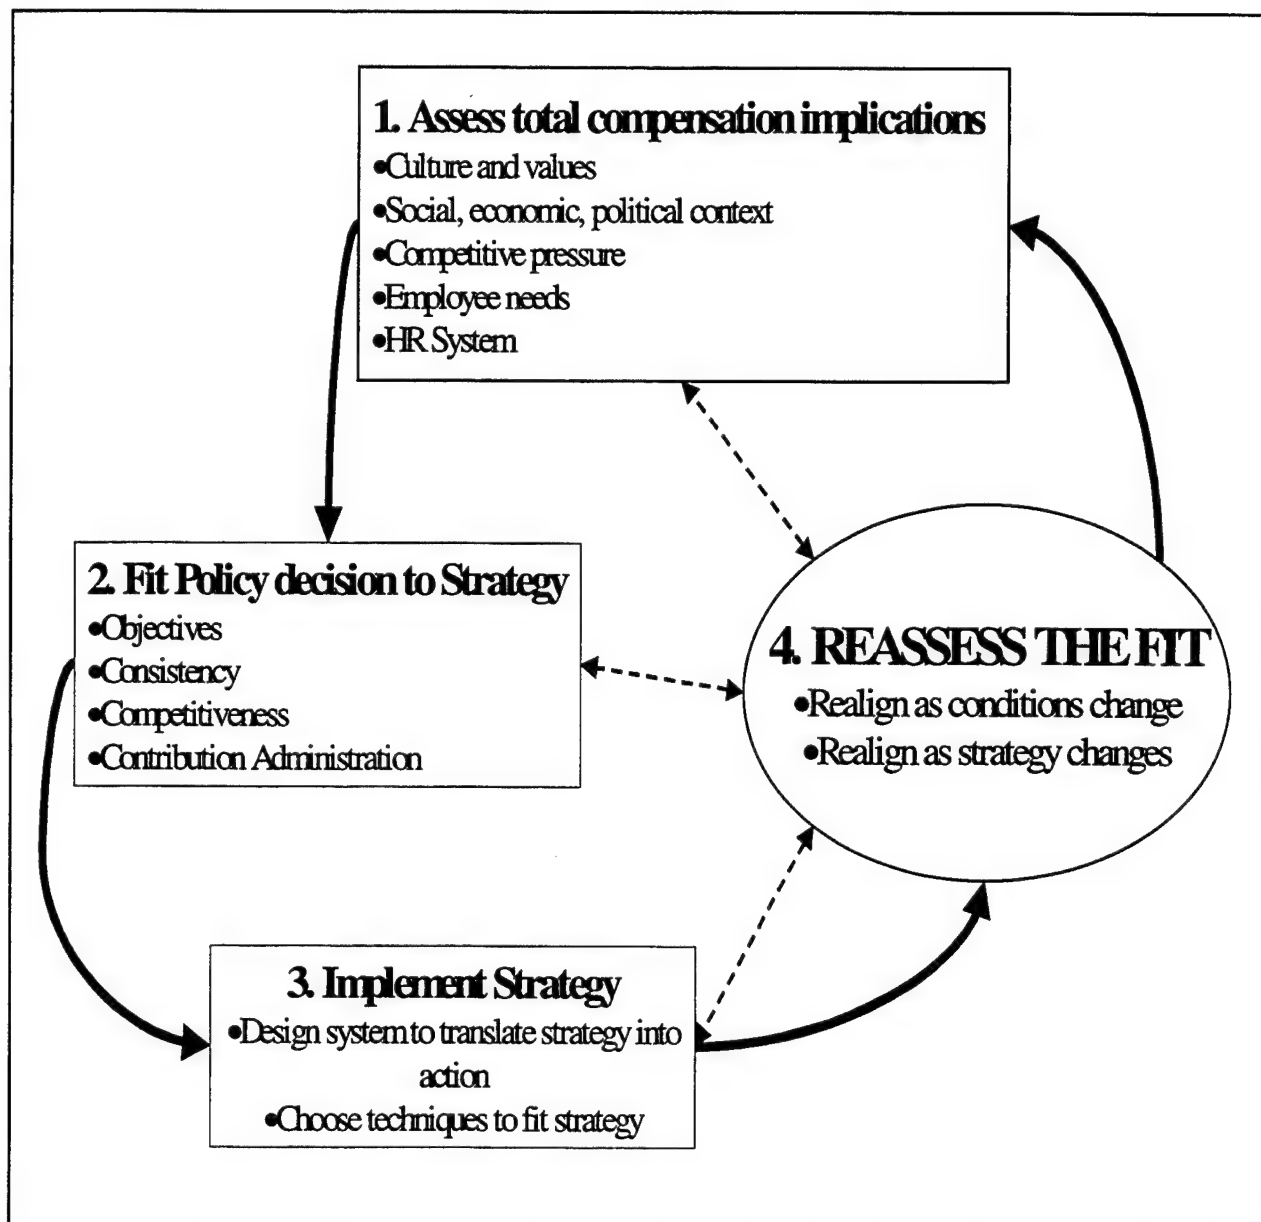 1. Assess total compensation implications
•Culture and values
•Social, economic, political context
•Competitive pressure
•Employee needs
•HR System
2. Fit Policy decision to Strategy
•Objectives
•Consistency
•Competitiveness
•Contribution Administration
4. REASSESS THE FIT
•Realign as conditions change
•Realign as strategy changes
3. Implement Strategy
•Design system to translate strategy into
action
•Choose techniques to fit strategy